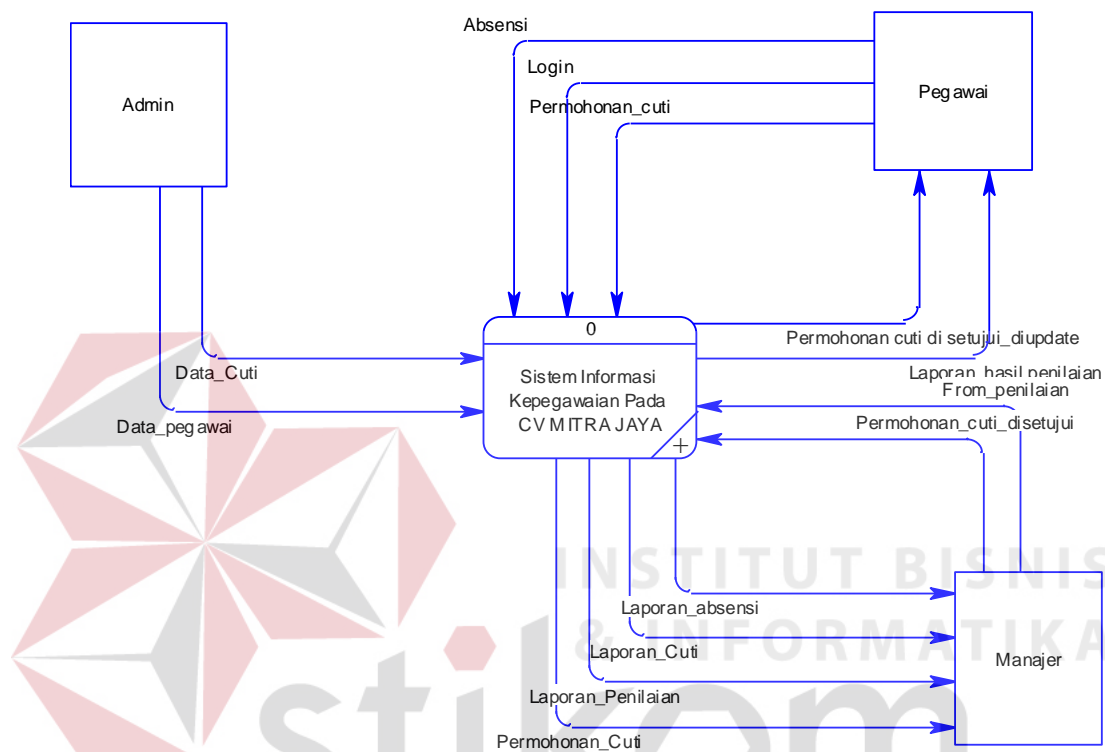 Absensi
Login
Permohonan_cuti
Admin
Pegawai
Permohonan cuti di setujui_diupdate
Laporan_hasil penilaian
From_penilaian
Permohonan_cuti_disetujui
Data_Cuti
Data_pegawai
0
Sistem Informasi
Kepegawaian Pada
CV MITRA JAYA
+
INSTITUT BISNIS
& INFORMATIKA
stikom
Laporan_absensi
Laporan_Cuti
Laporan_Penilaian
Permohonan_Cuti
Manajer